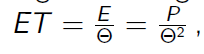 ET = E/Θ = P/Θ² ,